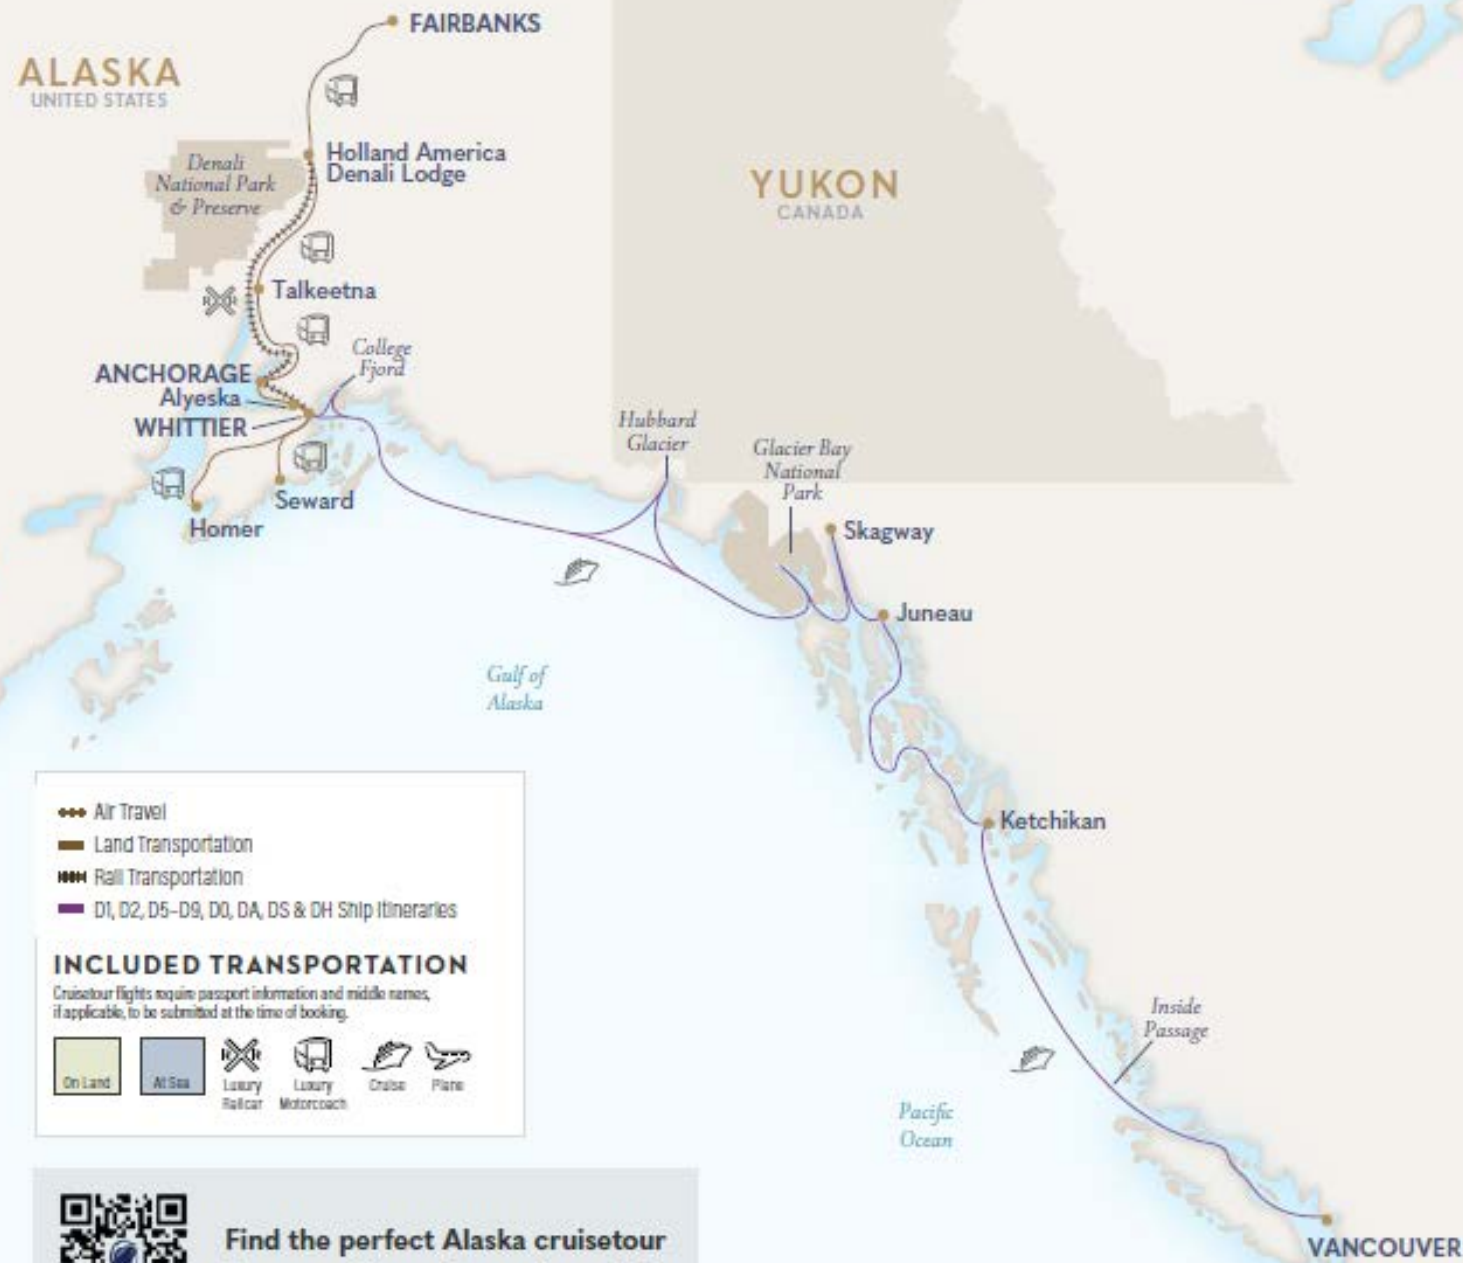 FAIRBANKS
ALASKA
UNITED STATES
Holland America
Denali Lodge
Denali
National Park
& Preserve
YUKON
CANADA
Talkeetna
College
Fjord
ANCHORAGE
Alyeska
WHITTIER
Hubbard
Glacier
Glacier Bay
National
Park
Seward
Homer
Skagway
Juneau
Gulf of
Alaska
Ketchikan
Air Travel
Land Transportation
Rail Transportation
D1, D2, D5-D9, D0, DA, DS & DH Ship Itineraries
INCLUDED TRANSPORTATION
Cruisetour flights require passport information and middle names,
if applicable, to be submitted at the time of booking.
On Land
At Sea
Luxury
Railcar
Luxury
Motorcoach
Cruise
Plane
Inside
Passage
Pacific
Ocean
Find the perfect Alaska cruisetour
VANCOUVER